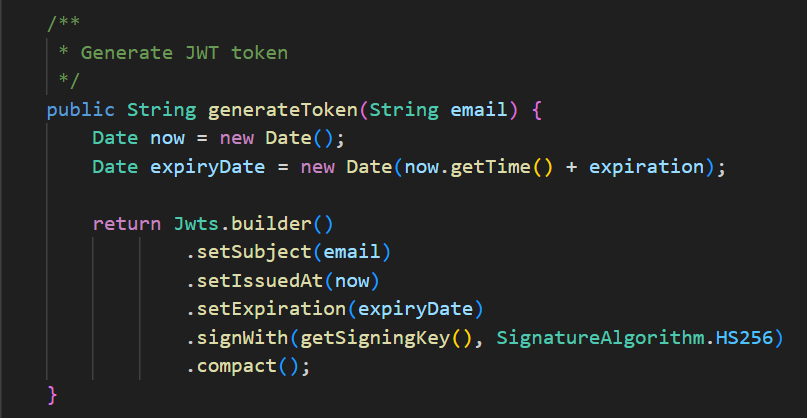 /**
 * Generate JWT token
 */
public String generateToken(String email) {
    Date now = new Date();
    Date expiryDate = new Date(now.getTime() + expiration);

    return Jwts.builder()
            .setSubject(email)
            .setIssuedAt(now)
            .setExpiration(expiryDate)
            .signWith(getSigningKey(), SignatureAlgorithm.HS256)
            .compact();
}